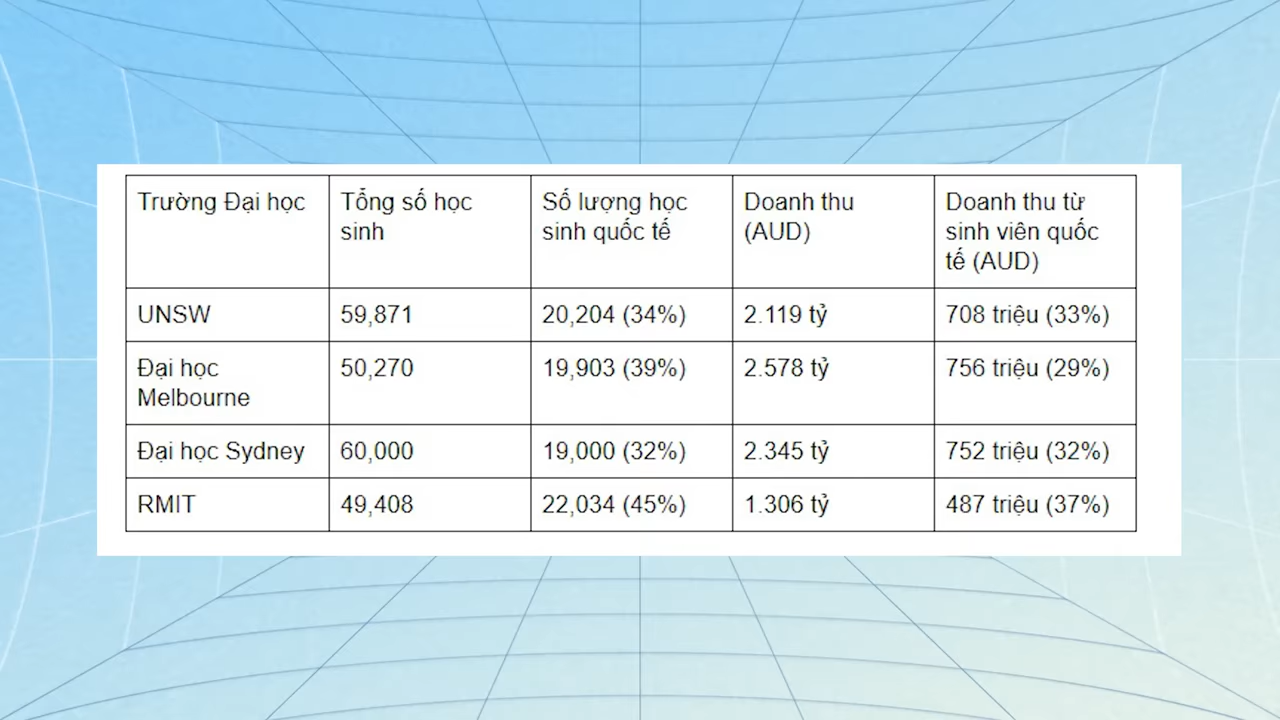 Trường Đại học
Tổng số học
sinh
Số lượng học
sinh quốc tế
Doanh thu
(AUD)
Doanh thu từ
sinh viên quốc
tế (AUD)
UNSW
59,871
20,204 (34%)
2.119 tỷ
708 triệu (33%)
Đại học
Melbourne
50,270
19,903 (39%)
2.578 tỷ
756 triệu (29%)
Đại học Sydney
60,000
19,000 (32%)
2.345 tỷ
752 triệu (32%)
RMIT
49,408
22,034 (45%)
1.306 tỷ
487 triệu (37%)